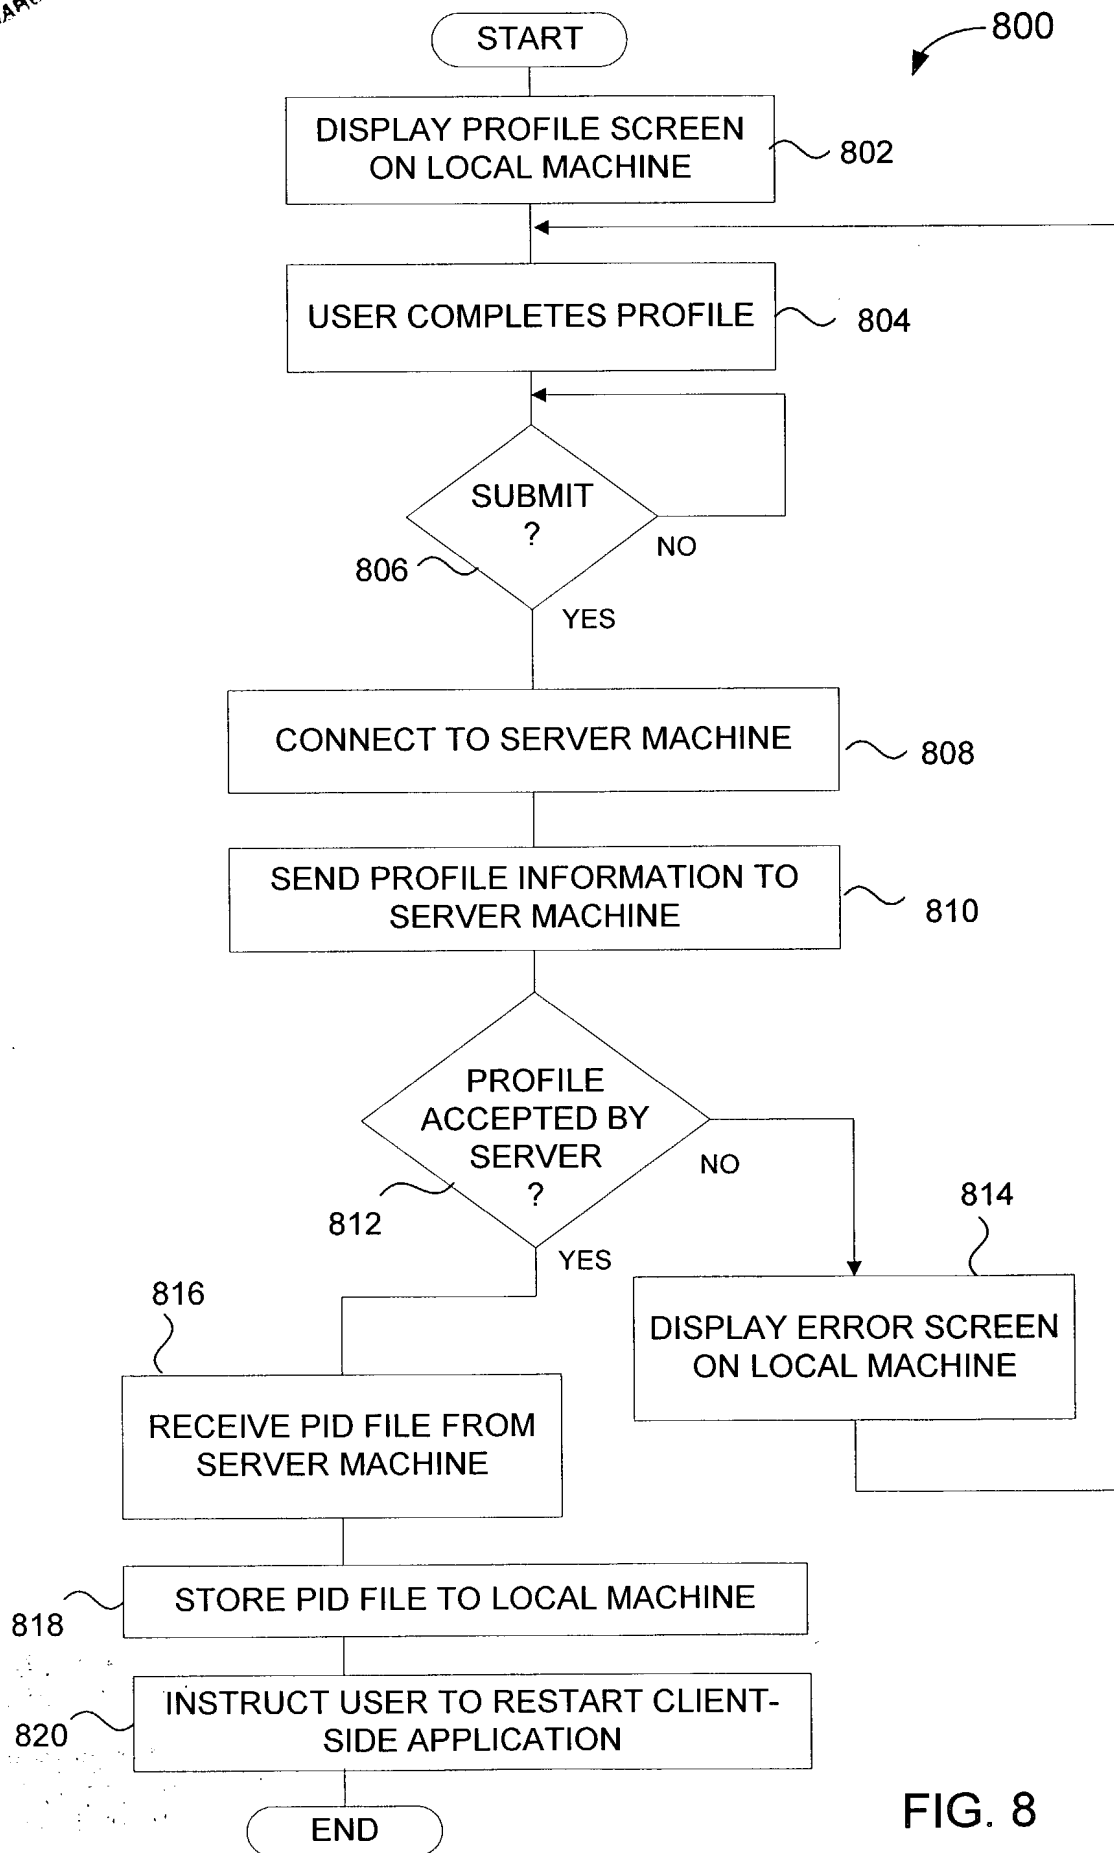 START
800
DISPLAY PROFILE SCREEN
ON LOCAL MACHINE
802
USER COMPLETES PROFILE
804
SUBMIT
?
806
NO
YES
CONNECT TO SERVER MACHINE
808
SEND PROFILE INFORMATION TO
SERVER MACHINE
810
PROFILE
ACCEPTED BY
SERVER
?
812
NO
YES
814
DISPLAY ERROR SCREEN
ON LOCAL MACHINE
816
RECEIVE PID FILE FROM
SERVER MACHINE
STORE PID FILE TO LOCAL MACHINE
818
INSTRUCT USER TO RESTART CLIENT-
SIDE APPLICATION
820
END
FIG. 8